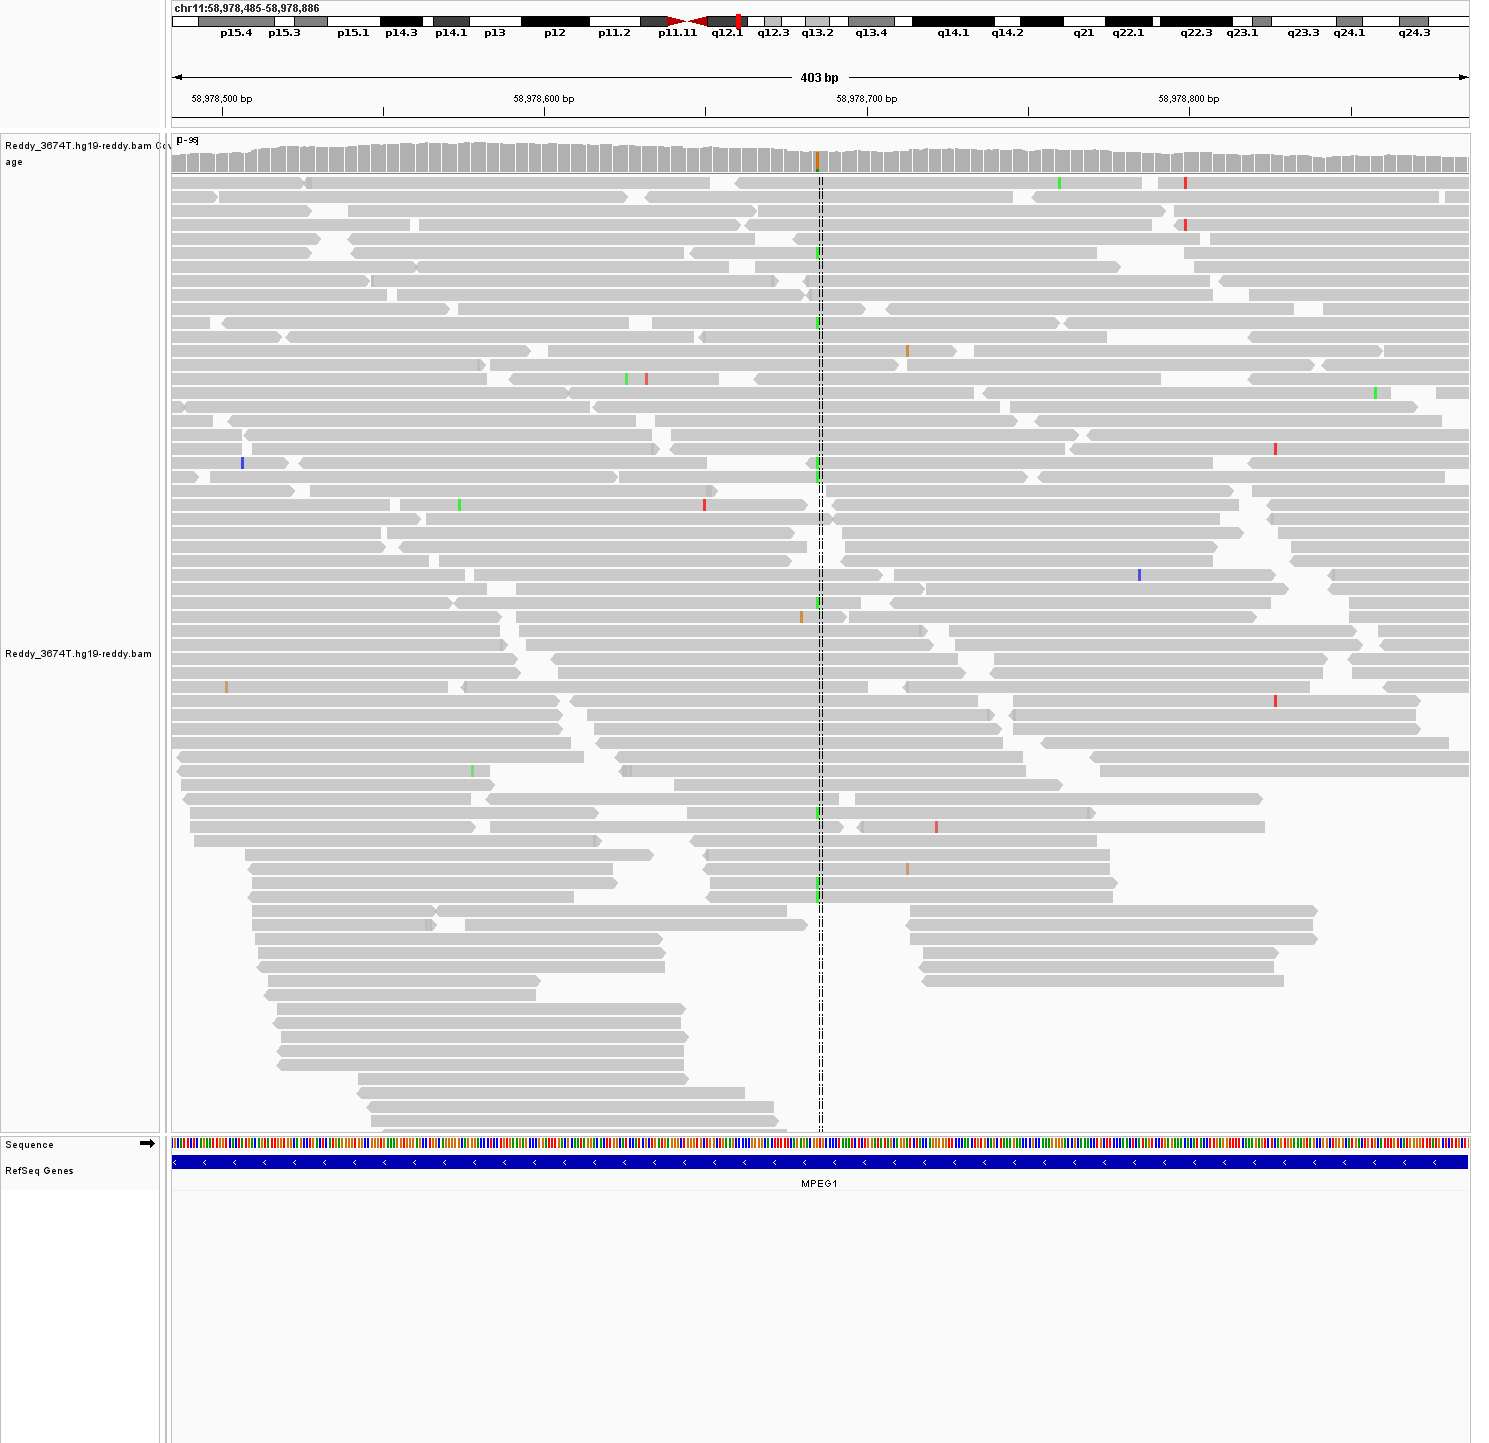 chr11:58,978,485-58,978,886
p15.4 p15.3 p15.1 p14.3 p14.1 p13 p12 p11.2 p11.11 q12.1 q12.3 q13.2 q13.4 q14.1 q14.2 q21 q22.1 q22.3 q23.1 q23.3 q24.1 q24.3
403 bp
58,978,500 bp 58,978,600 bp 58,978,700 bp 58,978,800 bp
Reddy_3674T.hg19-reddy.bam Cov
age
Reddy_3674T.hg19-reddy.bam
Sequence
RefSeq Genes
MPEG1